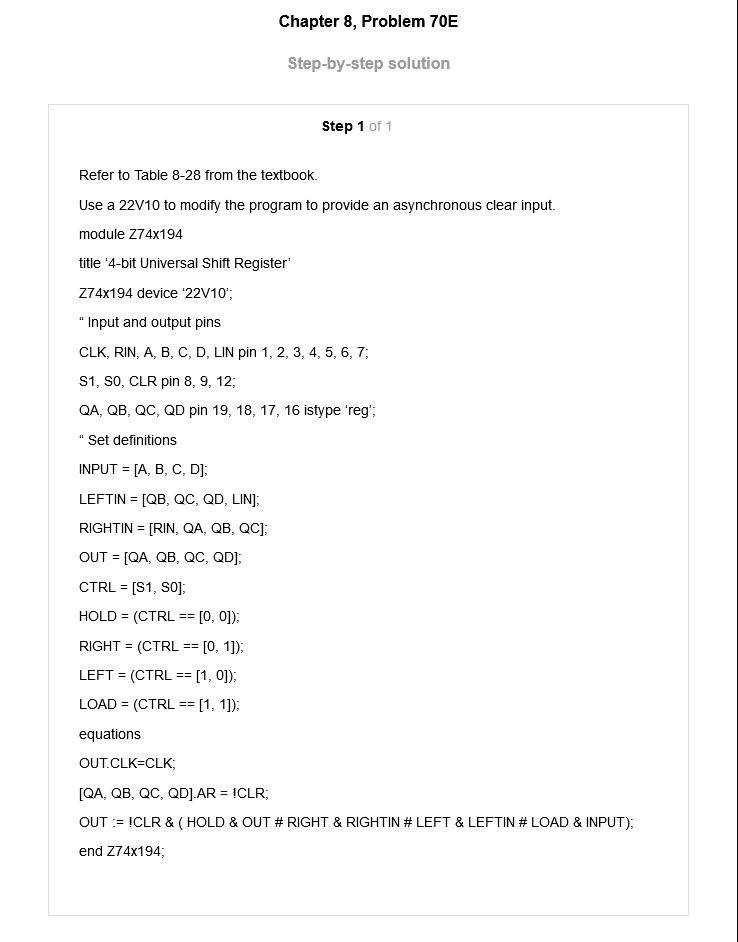 Chapter 8, Problem 70E
Step-by-step solution
Step 1 of 1
Refer to Table 8-28 from the textbook.
Use a 22V10 to modify the program to provide an asynchronous clear input.
module Z74x194
title ‘4-bit Universal Shift Register’
Z74x194 device ‘22V10’;
“ Input and output pins
CLK, RIN, A, B, C, D, LIN pin 1, 2, 3, 4, 5, 6, 7;
S1, S0, CLR pin 8, 9, 12;
QA, QB, QC, QD pin 19, 18, 17, 16 istype ‘reg’;
“ Set definitions
INPUT = [A, B, C, D];
LEFTIN = [QB, QC, QD, LIN];
RIGHTIN = [RIN, QA, QB, QC];
OUT = [QA, QB, QC, QD];
CTRL = [S1, S0];
HOLD = (CTRL == [0, 0]);
RIGHT = (CTRL == [0, 1]);
LEFT = (CTRL == [1, 0]);
LOAD = (CTRL == [1, 1]);
equations
OUT.CLK=CLK;
[QA, QB, QC, QD].AR = !CLR;
OUT := !CLR & ( HOLD & OUT # RIGHT & RIGHTIN # LEFT & LEFTIN # LOAD & INPUT);
end Z74x194;